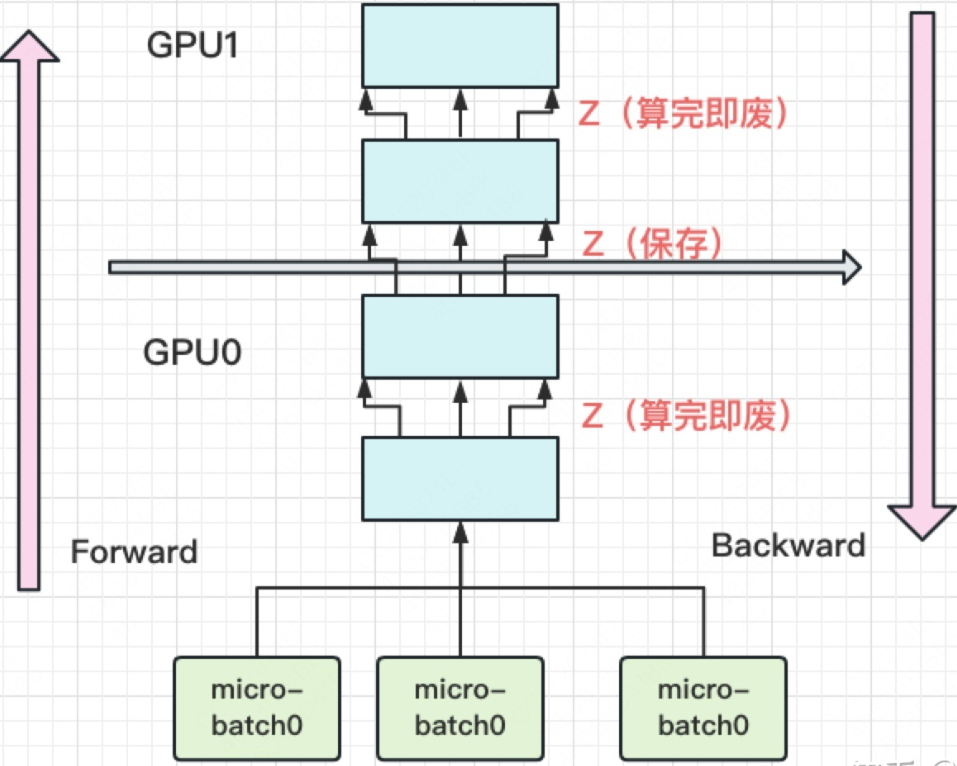 GPU1
Z（算完即废）
Z（保存）
GPU0
Z（算完即废）
Forward
Backward
micro-
batch0
micro-
batch0
micro-
batch0